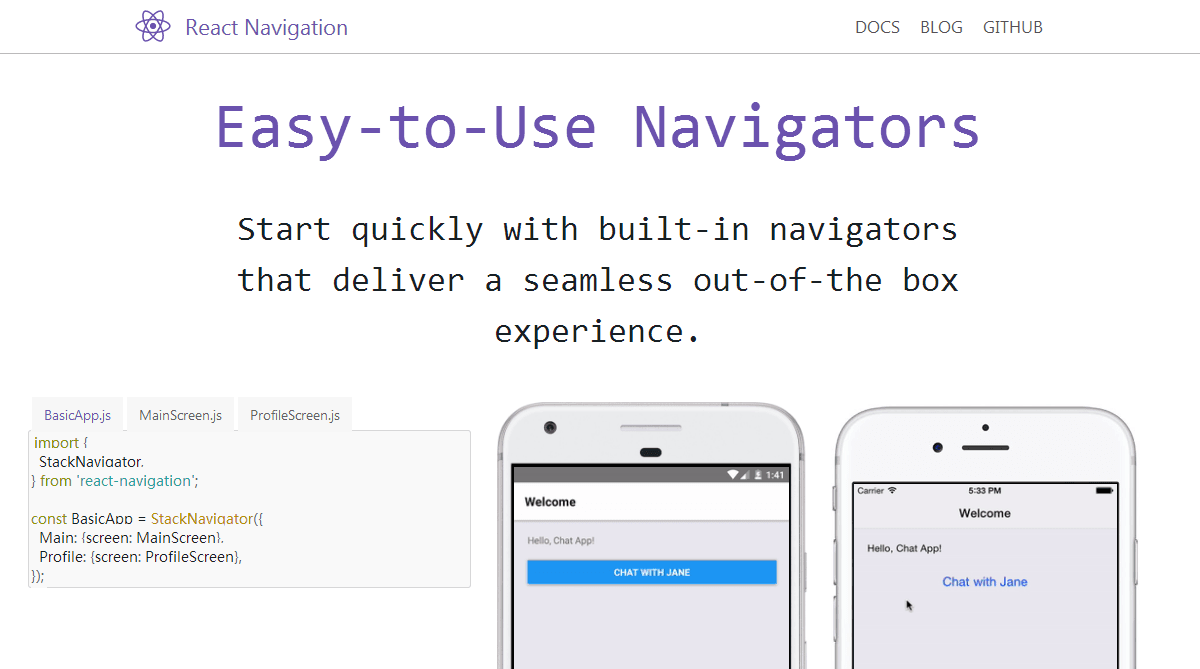 React Navigation
DOCS BLOG GITHUB
Easy-to-Use Navigators
Start quickly with built-in navigators
that deliver a seamless out-of-the box
experience.
BasicApp.js MainScreen.js ProfileScreen.js
import {
StackNavigator,
} from 'react-navigation';
const BasicApp = StackNavigator({
Main: {screen: MainScreen},
Profile: {screen: ProfileScreen},
});
1:41
Welcome
Hello, Chat App!
CHAT WITH JANE
Carrier 5:33 PM
Welcome
Hello, Chat App!
Chat with Jane